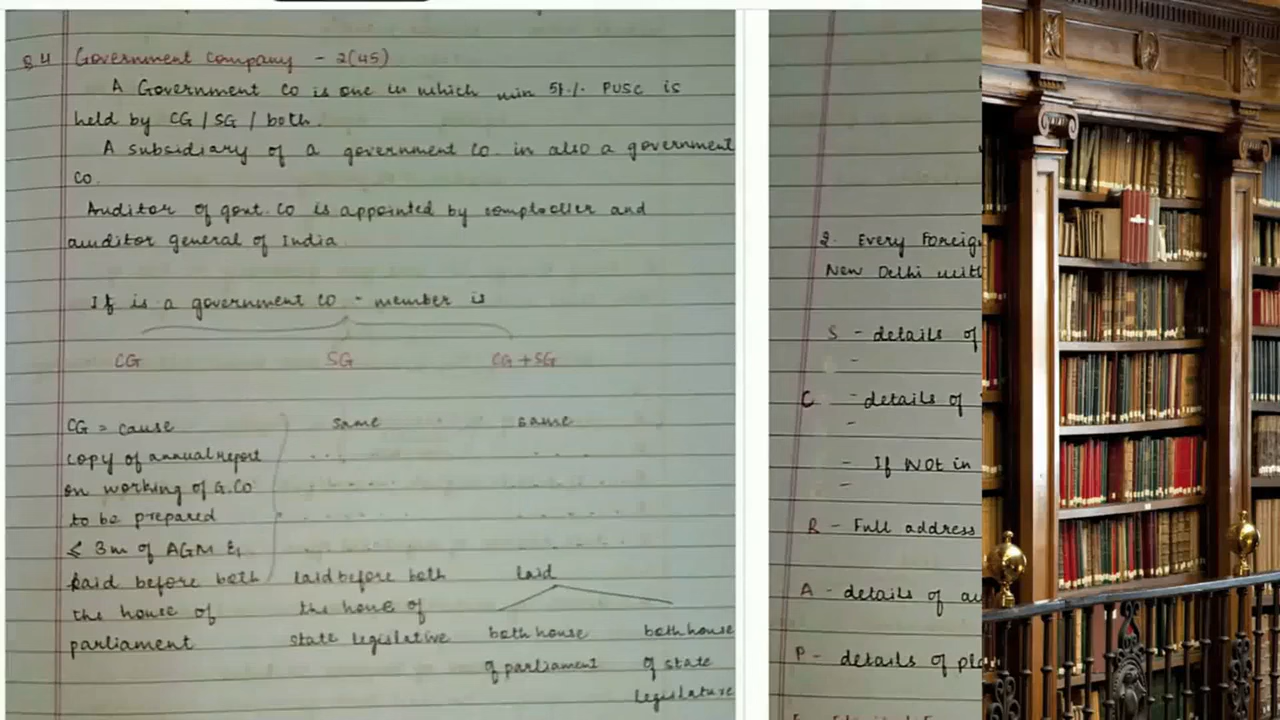 Q4 Government Company - 2(45)
A Government Co is one in which min 51% PUSC is
held by CG / SG / both.
A subsidiary of a government Co. in also a government
Co.
Auditor of govt. Co is appointed by comptroller and
auditor general of India.
If is a government Co - member is
CG SG CG + SG
CG = cause same same
copy of annual report
on working of G.Co
to be prepared
≤ 3m of AGM &
laid before both laid before both laid
the house of the house of
parliament state legislative both house both house
of parliament of state
legislature
2. Every Foreig
New Delhi with
S - details of
-
C - details of
-
- If NOT in
-
R - Full address
A - details of au
P - details of pla